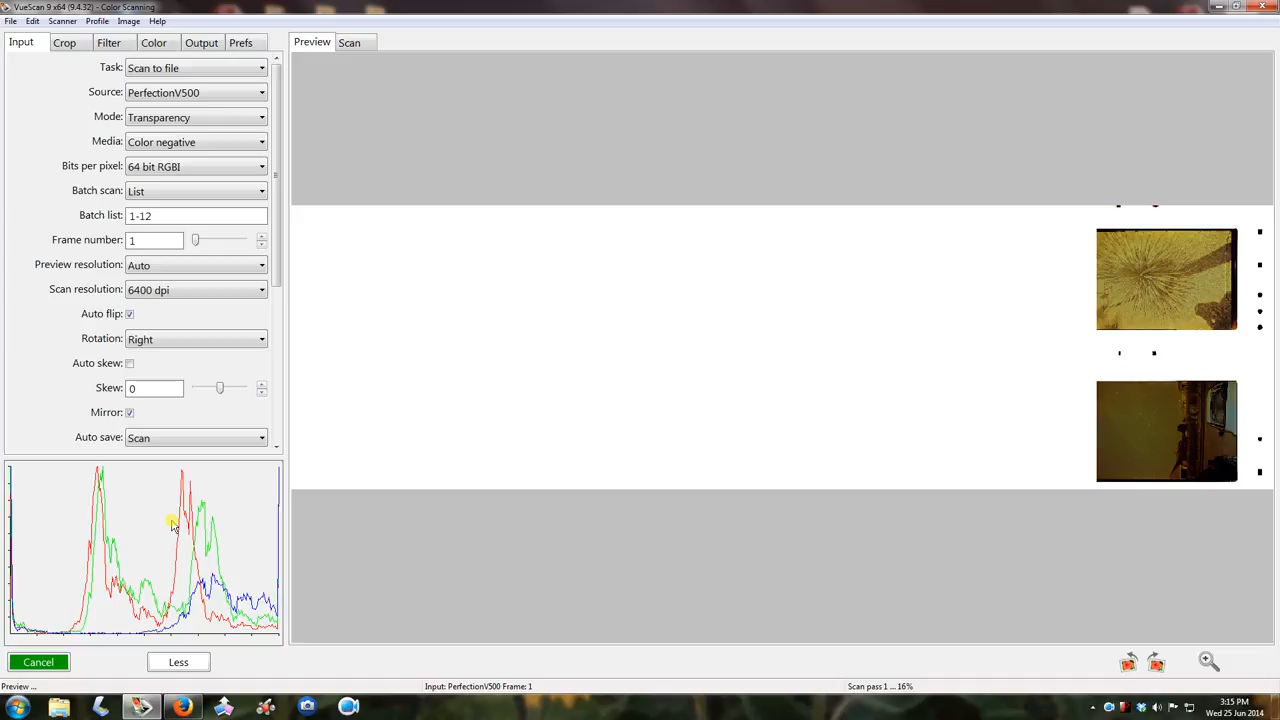 VueScan 9 x64 (9.4.32) - Color Scanning
File Edit Scanner Profile Image Help
Input Crop Filter Color Output Prefs
Preview Scan
Task: Scan to file
Source: PerfectionV500
Mode: Transparency
Media: Color negative
Bits per pixel: 64 bit RGBI
Batch scan: List
Batch list: 1-12
Frame number: 1
Preview resolution: Auto
Scan resolution: 6400 dpi
Auto flip:
Rotation: Right
Auto skew:
Skew: 0
Mirror:
Auto save: Scan
Cancel Less
Preview ... Input: PerfectionV500 Frame: 1 Scan pass 1 ... 16%
3:15 PM
Wed 25 Jun 2014